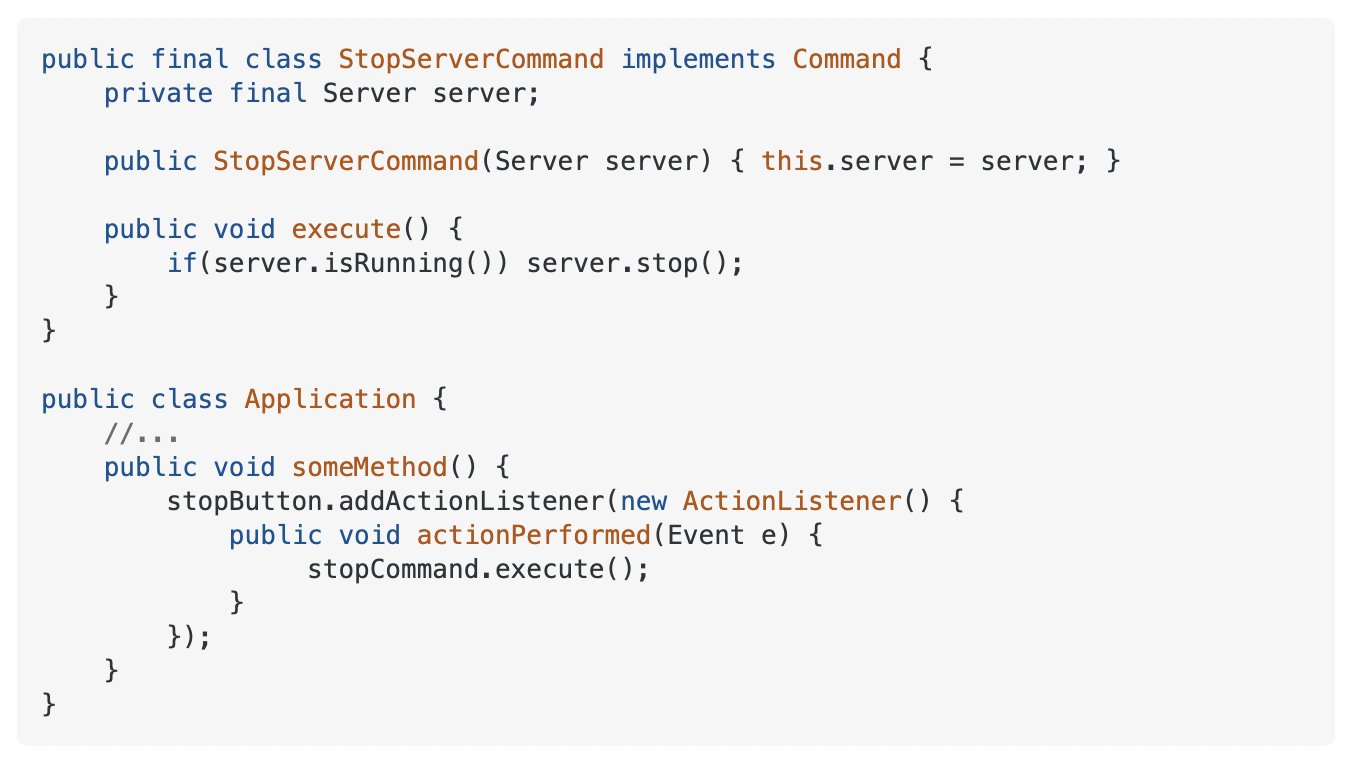 public final class StopServerCommand implements Command {
    private final Server server;

    public StopServerCommand(Server server) { this.server = server; }

    public void execute() {
        if(server.isRunning()) server.stop();
    }
}

public class Application {
    //...
    public void someMethod() {
        stopButton.addActionListener(new ActionListener() {
            public void actionPerformed(Event e) {
                 stopCommand.execute();
            }
        });
    }
}